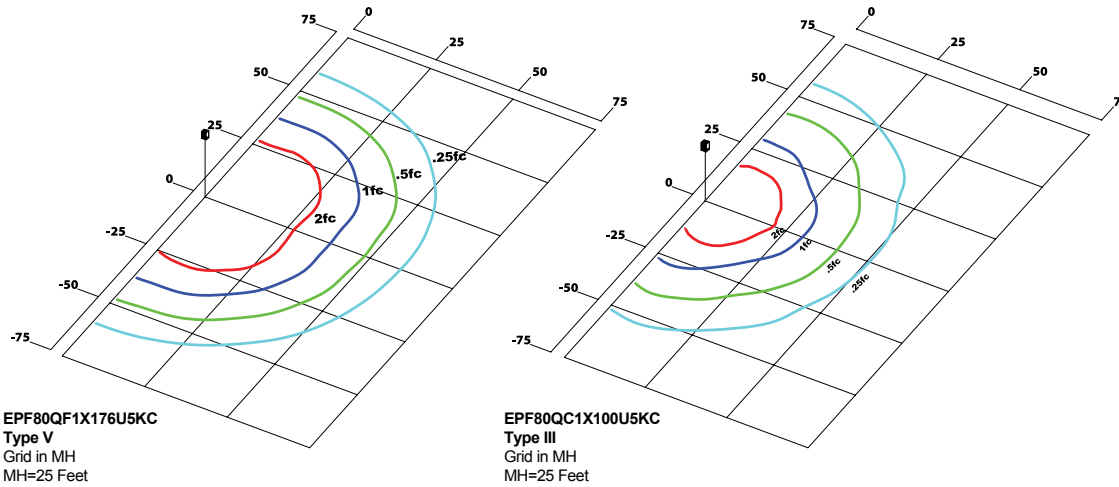 75
0
25
50
75
50
25
0
-25
-50
-75
.25fc
.5fc
1fc
2fc
EPF80QF1X176U5KC
Type V
Grid in MH
MH=25 Feet
75
0
25
50
7
50
25
0
-25
-50
-75
2fc
1fc
.5fc
.25fc
EPF80QC1X100U5KC
Type III
Grid in MH
MH=25 Feet